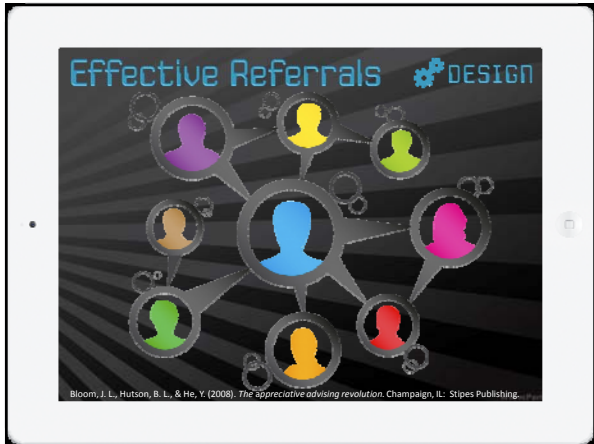 Effective Referrals
DESIGN
Bloom, J. L., Hutson, B. L., & He, Y. (2008). The appreciative advising revolution. Champaign, IL: Stipes Publishing.